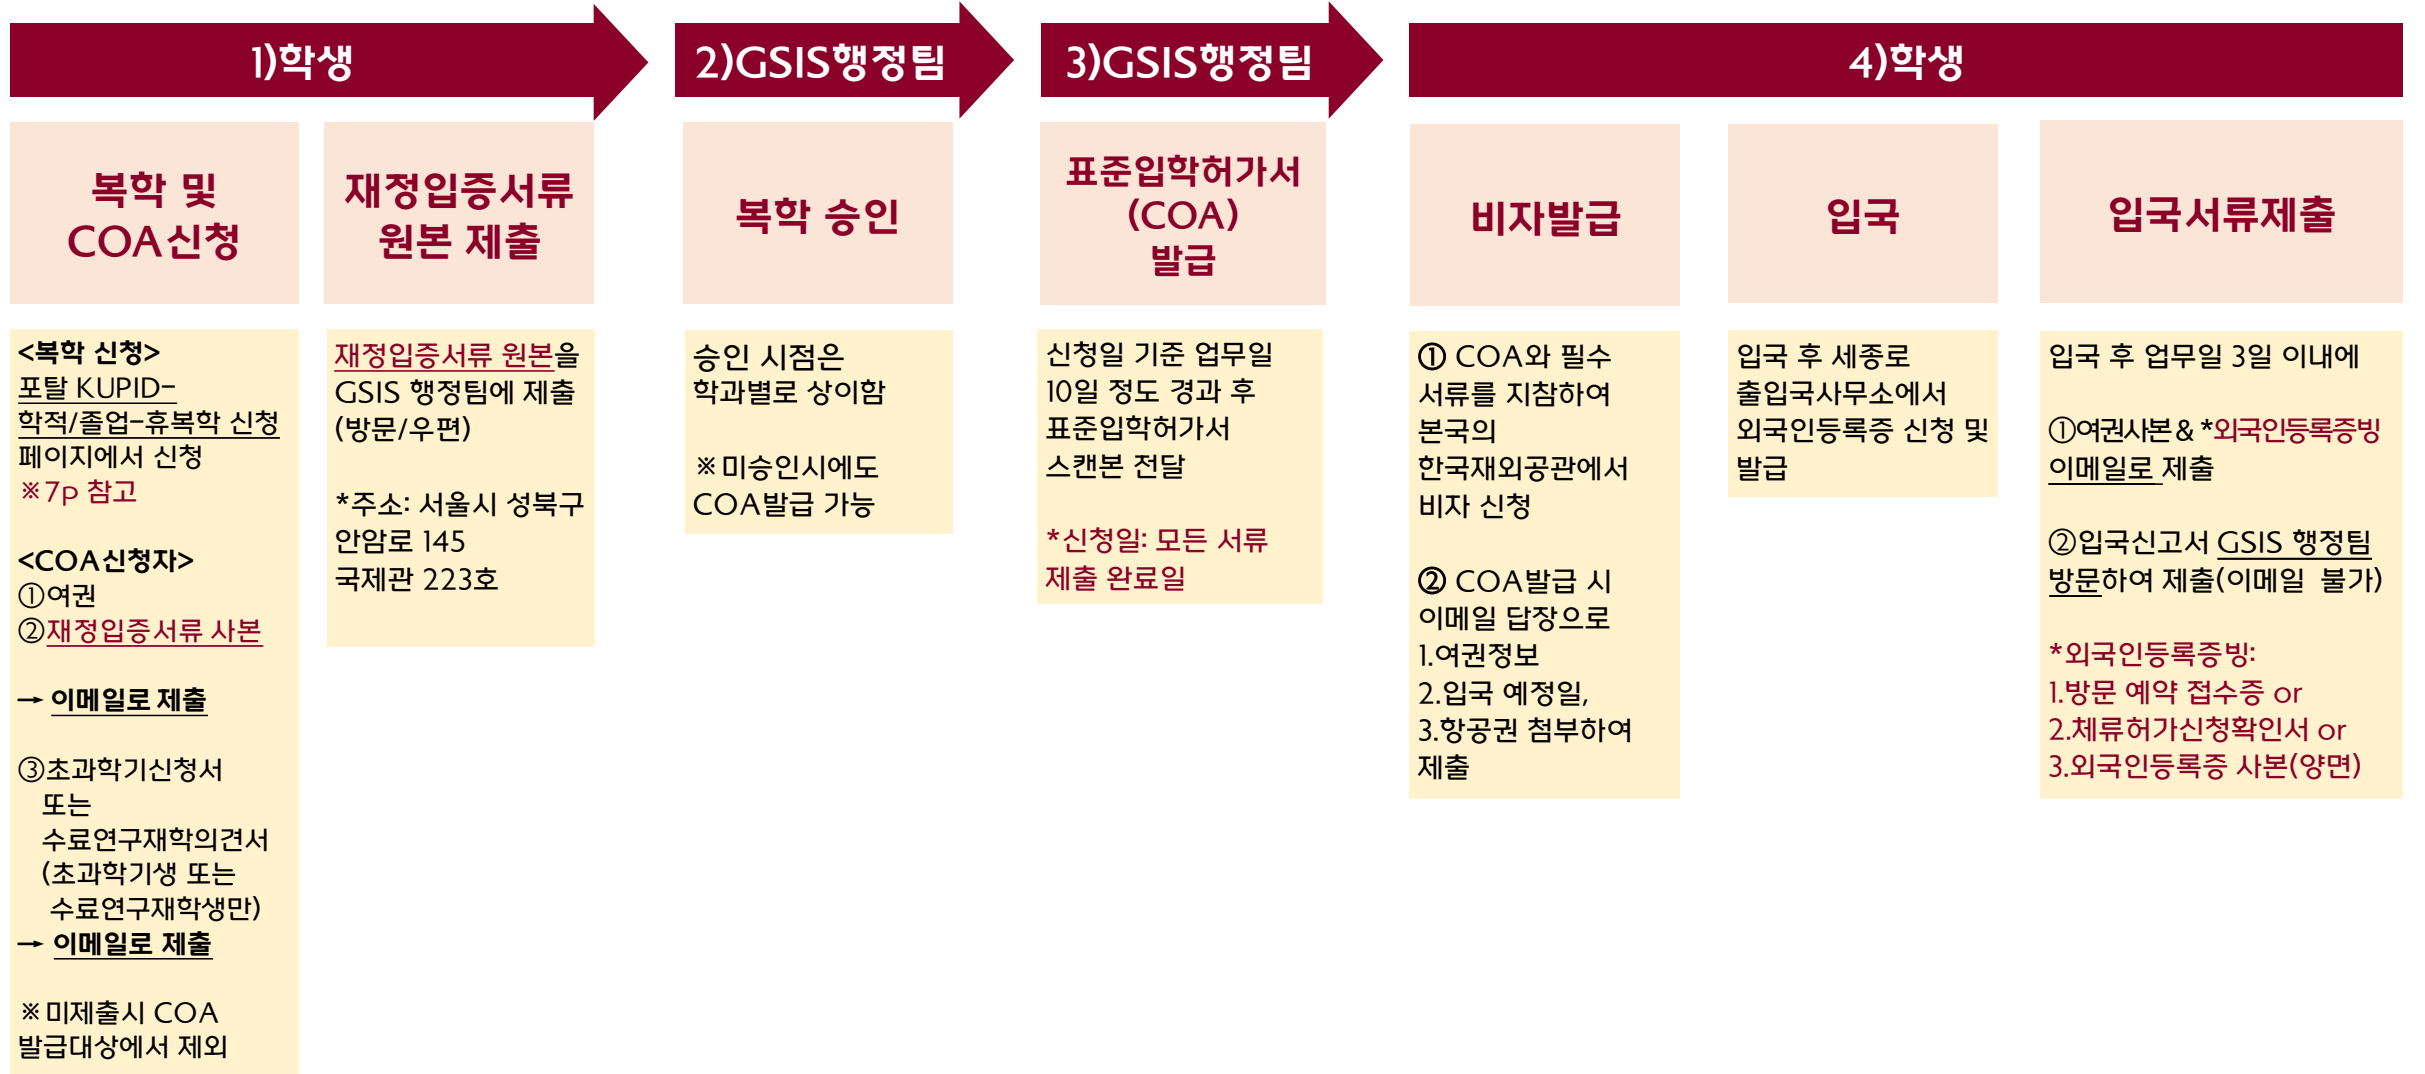 1)학생
2)GSIS행정팀
3)GSIS행정팀
4)학생
복학 및
COA신청
재정입증서류
원본 제출
복학 승인
표준입학허가서
(COA)
발급
비자발급
입국
입국서류제출
<복학 신청>
포탈 KUPID-
학적/졸업-휴복학 신청
페이지에서 신청
※7p 참고
<COA신청자>
①여권
②재정입증서류 사본
→ 이메일로 제출
③초과학기신청서
또는
수료연구재학의견서
(초과학기생 또는
수료연구재학생만)
→ 이메일로 제출
※미제출시 COA
발급대상에서 제외
재정입증서류 원본을
GSIS 행정팀에 제출
(방문/우편)
*주소: 서울시 성북구
안암로 145
국제관 223호
승인 시점은
학과별로 상이함
※미승인시에도
COA발급 가능
신청일 기준 업무일
10일 정도 경과 후
표준입학허가서
스캔본 전달
*신청일: 모든 서류
제출 완료일
① COA와 필수
서류를 지참하여
본국의
한국재외공관에서
비자 신청
② COA발급 시
이메일 답장으로
1.여권정보
2.입국 예정일,
3.항공권 첨부하여
제출
입국 후 세종로
출입국사무소에서
외국인등록증 신청 및
발급
입국 후 업무일 3일 이내에
①여권사본& *외국인등록증빙
이메일로 제출
②입국신고서 GSIS 행정팀
방문하여 제출(이메일 불가)
*외국인등록증빙:
1.방문 예약 접수증 or
2.체류허가신청확인서 or
3.외국인등록증 사본(양면)